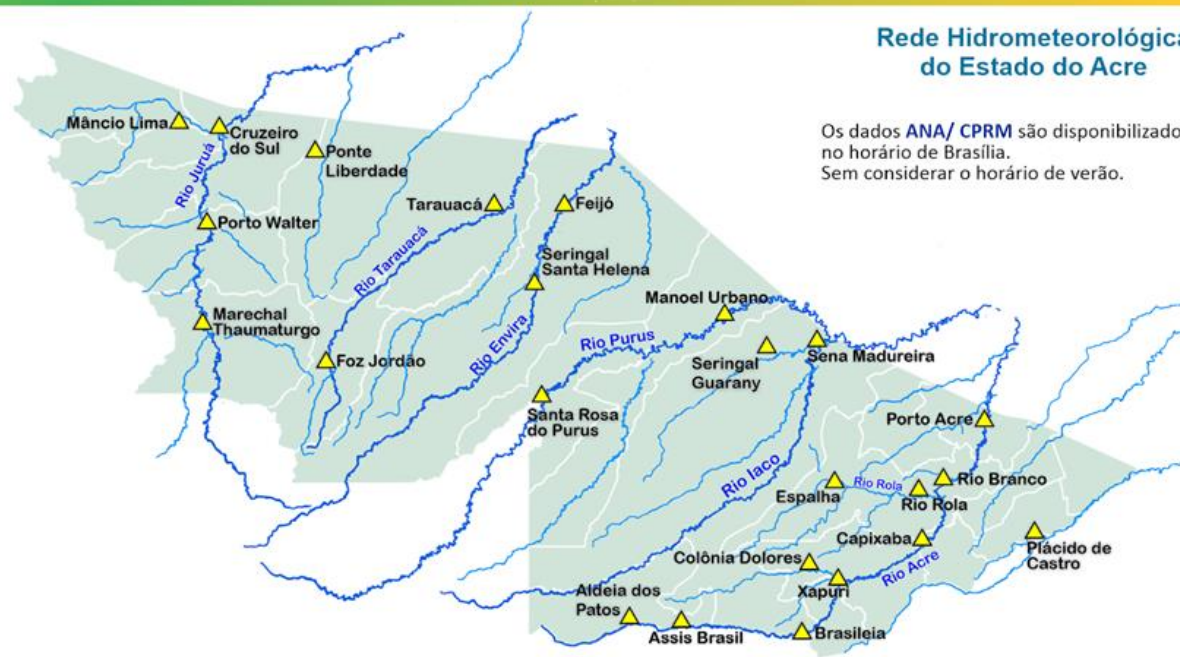 Rede Hidrometeorológica
do Estado do Acre
Os dados ANA/ CPRM são disponibilizado
no horário de Brasília.
Sem considerar o horário de verão.
Mâncio Lima
Cruzeiro
do Sul
Ponte
Liberdade
Rio Juruá
Porto Walter
Tarauacá
Feijó
Rio Tarauacá
Seringal
Santa Helena
Marechal
Thaumaturgo
Foz Jordão
Rio Envira
Manoel Urbano
Rio Purus
Seringal
Guarany
Sena Madureira
Santa Rosa
do Purus
Porto Acre
Rio Iaco
Espalha
Rio Rola
Rio Rola
Rio Branco
Capixaba
Plácido de
Castro
Colônia Dolores
Rio Acre
Xapuri
Aldeia dos
Patos
Assis Brasil
Brasileia